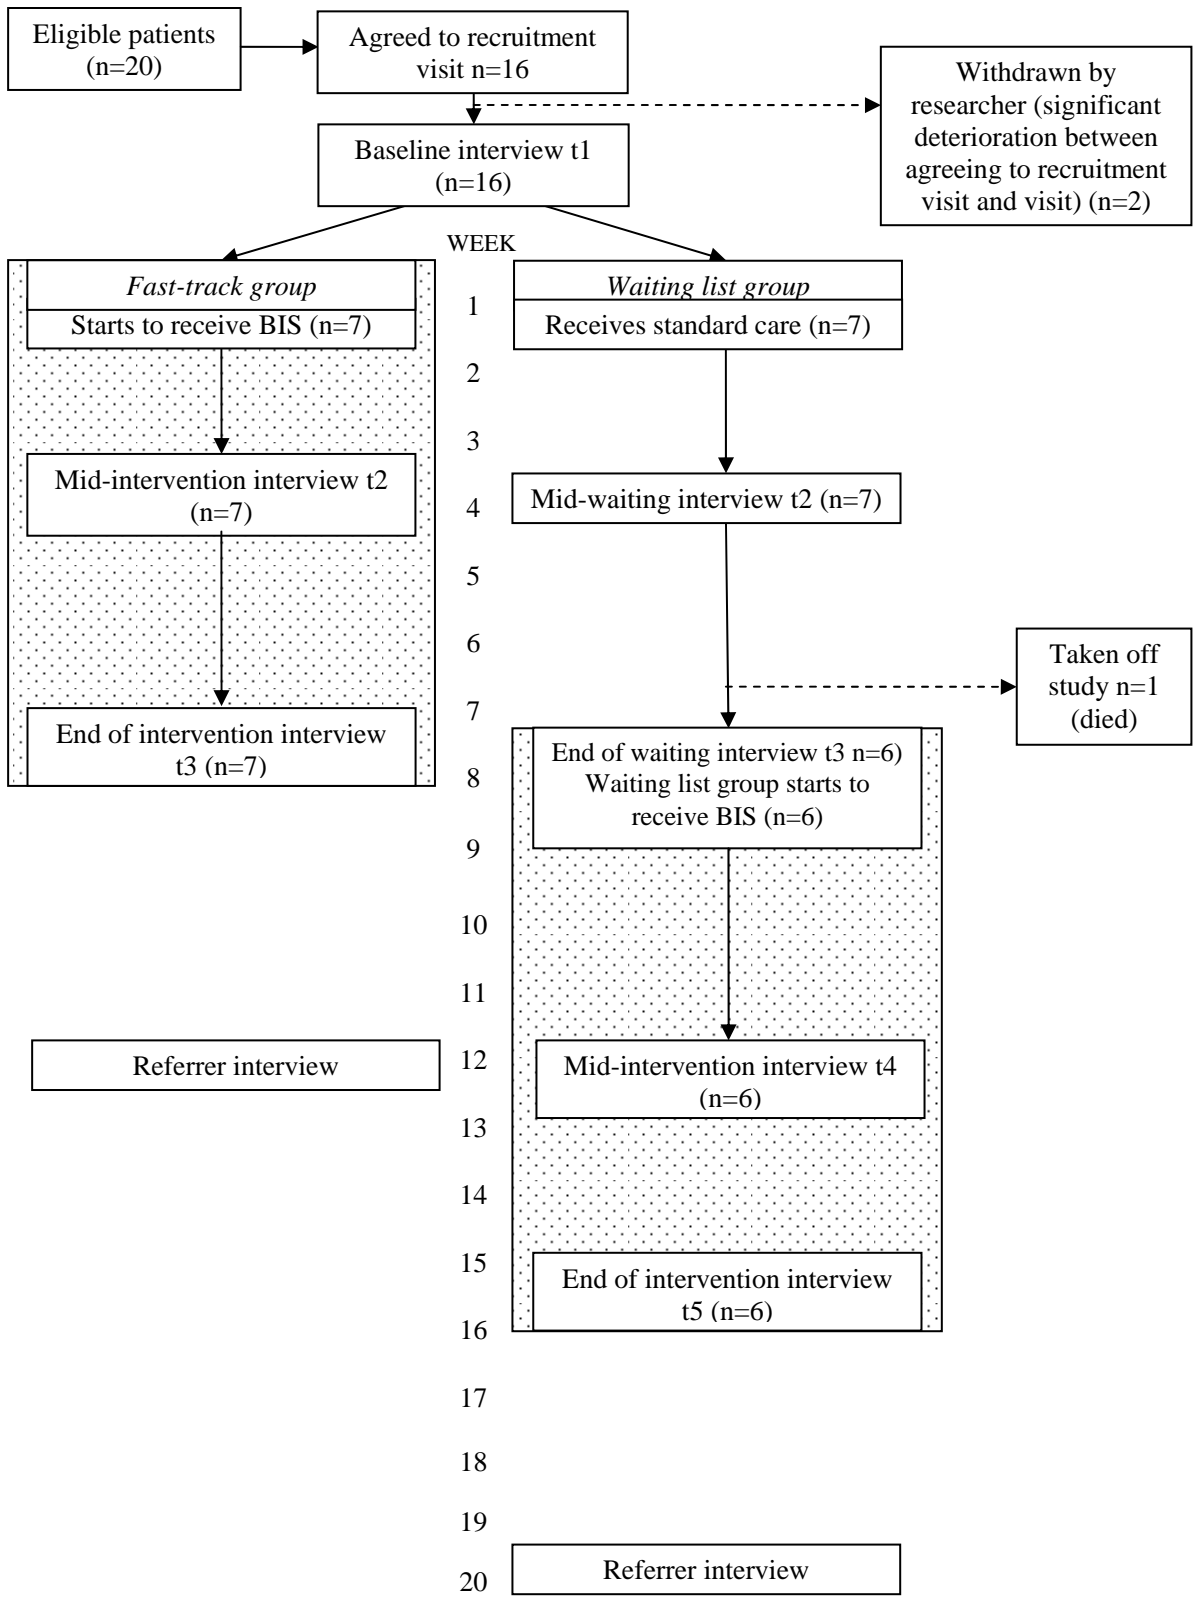 Eligible patients
(n=20)
Agreed to recruitment
visit n=16
Withdrawn by
researcher (significant
deterioration between
agreeing to recruitment
visit and visit) (n=2)
Baseline interview t1
(n=16)
WEEK
Fast-track group
Starts to receive BIS (n=7)
Waiting list group
Receives standard care (n=7)
1
2
3
Mid-intervention interview t2
(n=7)
4
Mid-waiting interview t2 (n=7)
5
6
Taken off
study n=1
(died)
7
End of intervention interview
t3 (n=7)
8
End of waiting interview t3 n=6)
Waiting list group starts to
receive BIS (n=6)
9
10
11
Referrer interview
12
Mid-intervention interview t4
(n=6)
13
14
15
End of intervention interview
t5 (n=6)
16
17
18
19
Referrer interview
20